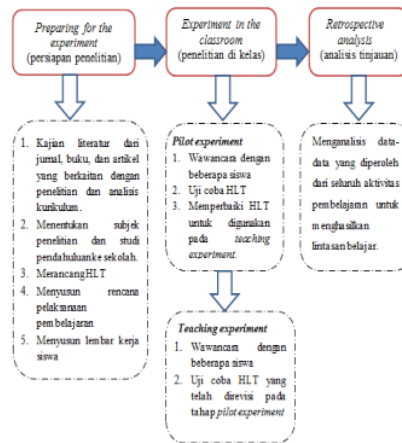 Preparing for the
experiment
(persiapan penelitian)
Experiment in the
classroom
(penelitian di kelas)
Retrospective
analysis
(analisis tinjauan)
1. Kajian literatur dari
jurnal, buku, dan artikel
yang berkaitan dengan
penelitian dan analisis
kurikulum.
2. Menentukan subjek
penelitian dan studi
pendahuluanke sekolah.
3. MerancangHLT
4. Menyusun rencana
pelaksanaan
pembelajaran
5. Menyusun lembar kerja
siswa
Pilot experiment
1. Wawancara dengan
beberapa siswa
2. Uji coba HLT
3. Memperbaiki HLT
untuk digunakan
pada teaching
experiment.
Teaching experiment
1. Wawancara dengan
beberapa siswa
2. Uji coba HLT yang
telah direvisi pada
tahap pilot experiment
Menganalisis data-
data yang diperoleh
dari seluruh aktivitas
pembelajaran untuk
menghasilkan
lintasan belajar.